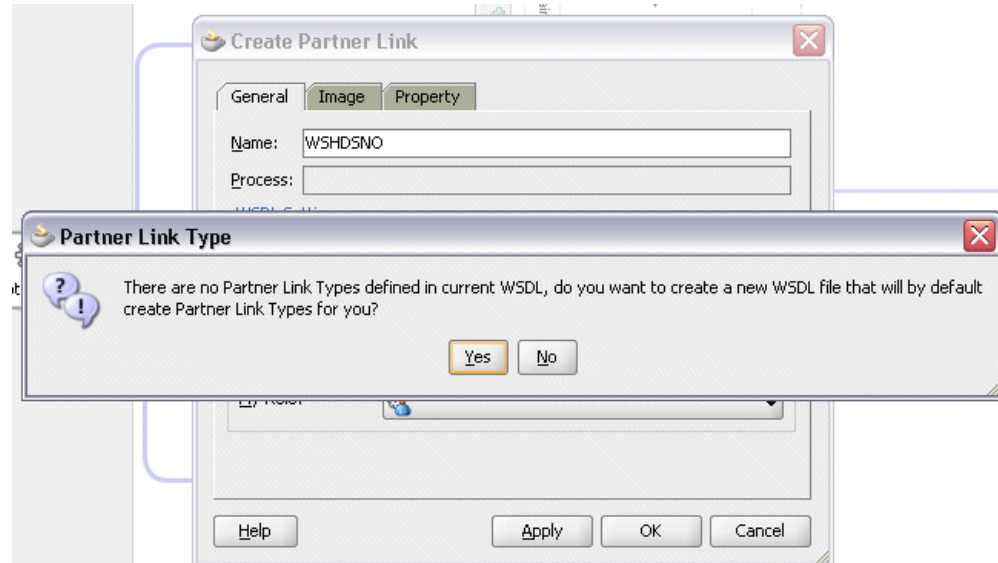 Create Partner Link
General Image Property
Name: WSHDSNO
Process:
Partner Link Type
There are no Partner Link Types defined in current WSDL, do you want to create a new WSDL file that will by default
create Partner Link Types for you?
Yes No
Help Apply OK Cancel